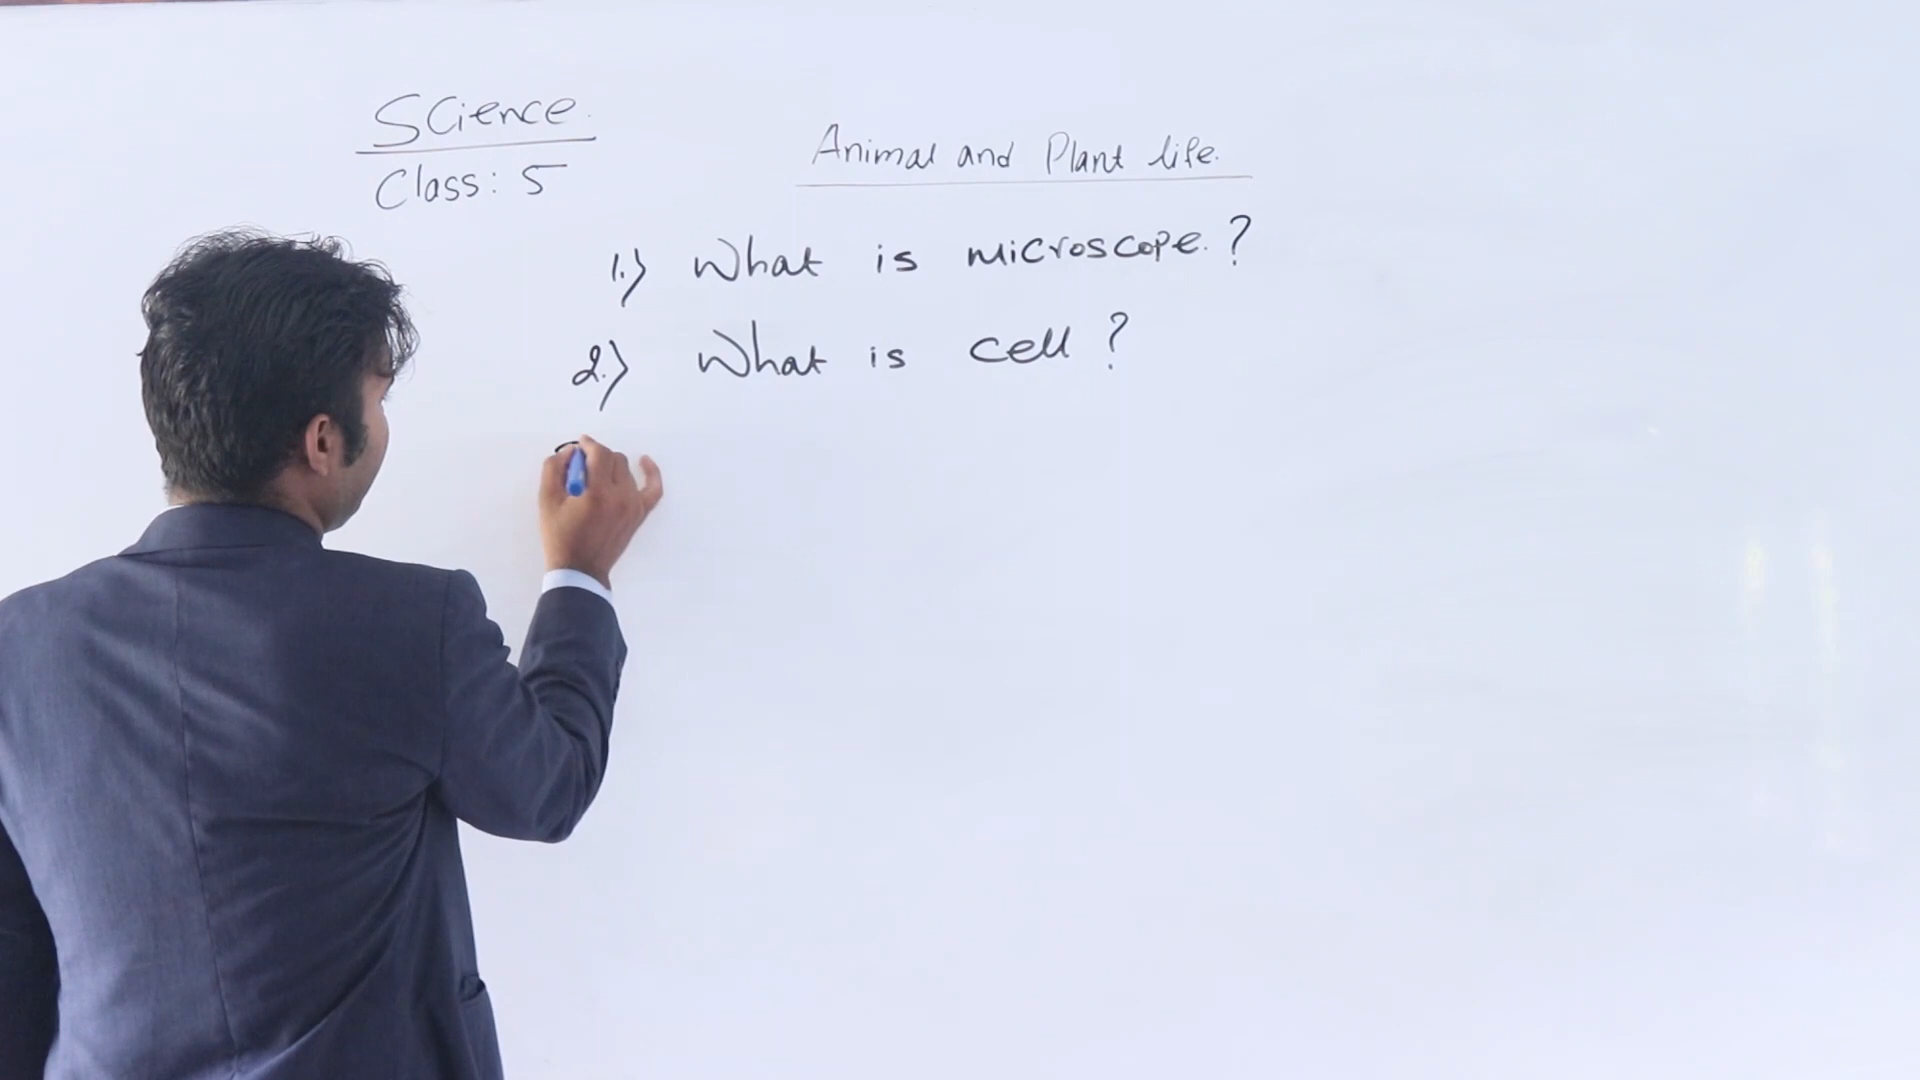 Science.
Class: 5
Animal and Plant life.
1.) What is microscope.?
2.) What is cell?